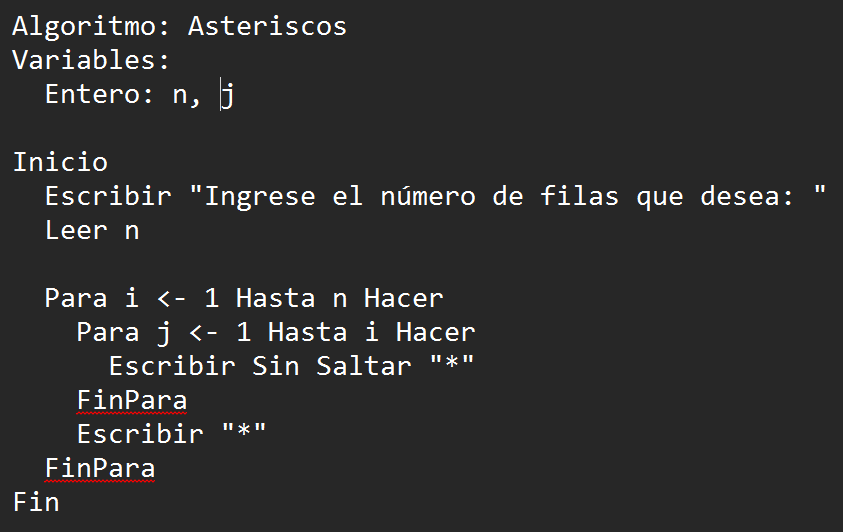 Algoritmo: Asteriscos
Variables:
  Entero: n, j

Inicio
  Escribir "Ingrese el número de filas que desea: "
  Leer n

  Para i <- 1 Hasta n Hacer
    Para j <- 1 Hasta i Hacer
      Escribir Sin Saltar "*"
    FinPara
    Escribir "*"
  FinPara
Fin